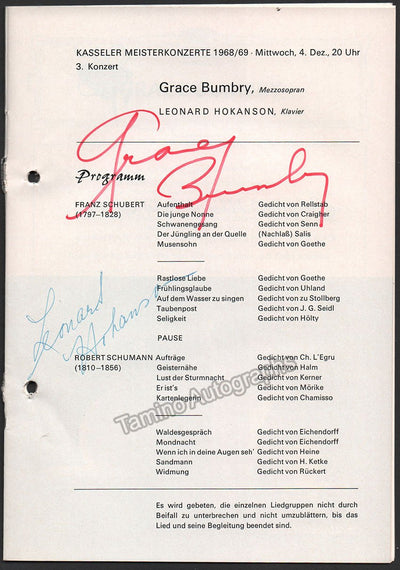 KASSELER MEISTERKONZERTE 1968/69 · Mittwoch, 4. Dez., 20 Uhr
3. Konzert
Grace Bumbry, Mezzosopran
LEONARD HOKANSON, Klavier
Grace Bumbry
Programm
FRANZ SCHUBERT Aufenthalt Gedicht von Rellstab
(1797–1828) Die junge Nonne Gedicht von Craigher
Schwanengesang Gedicht von Senn
Der Jüngling an der Quelle (Nachlaß) Salis
Musensohn Gedicht von Goethe
Rastlose Liebe Gedicht von Goethe
Frühlingsglaube Gedicht von Uhland
Auf dem Wasser zu singen Gedicht von zu Stollberg
Taubenpost Gedicht von J. G. Seidl
Seligkeit Gedicht von Hölty
Leonard Hokanson
PAUSE
ROBERT SCHUMANN Aufträge Gedicht von Ch. L'Egru
(1810–1856) Geisternähe Gedicht von Halm
Lust der Sturmnacht Gedicht von Kerner
Er ist's Gedicht von Mörike
Kartenlegerin Gedicht von Chamisso
Tamino Autographs
Waldesgespräch Gedicht von Eichendorff
Mondnacht Gedicht von Eichendorff
Wenn ich in deine Augen seh' Gedicht von Heine
Sandmann Gedicht von H. Ketke
Widmung Gedicht von Rückert
Es wird gebeten, die einzelnen Liedgruppen nicht durch
Beifall zu unterbrechen und nicht umzublättern, bis das
Lied und seine Begleitung beendet sind.